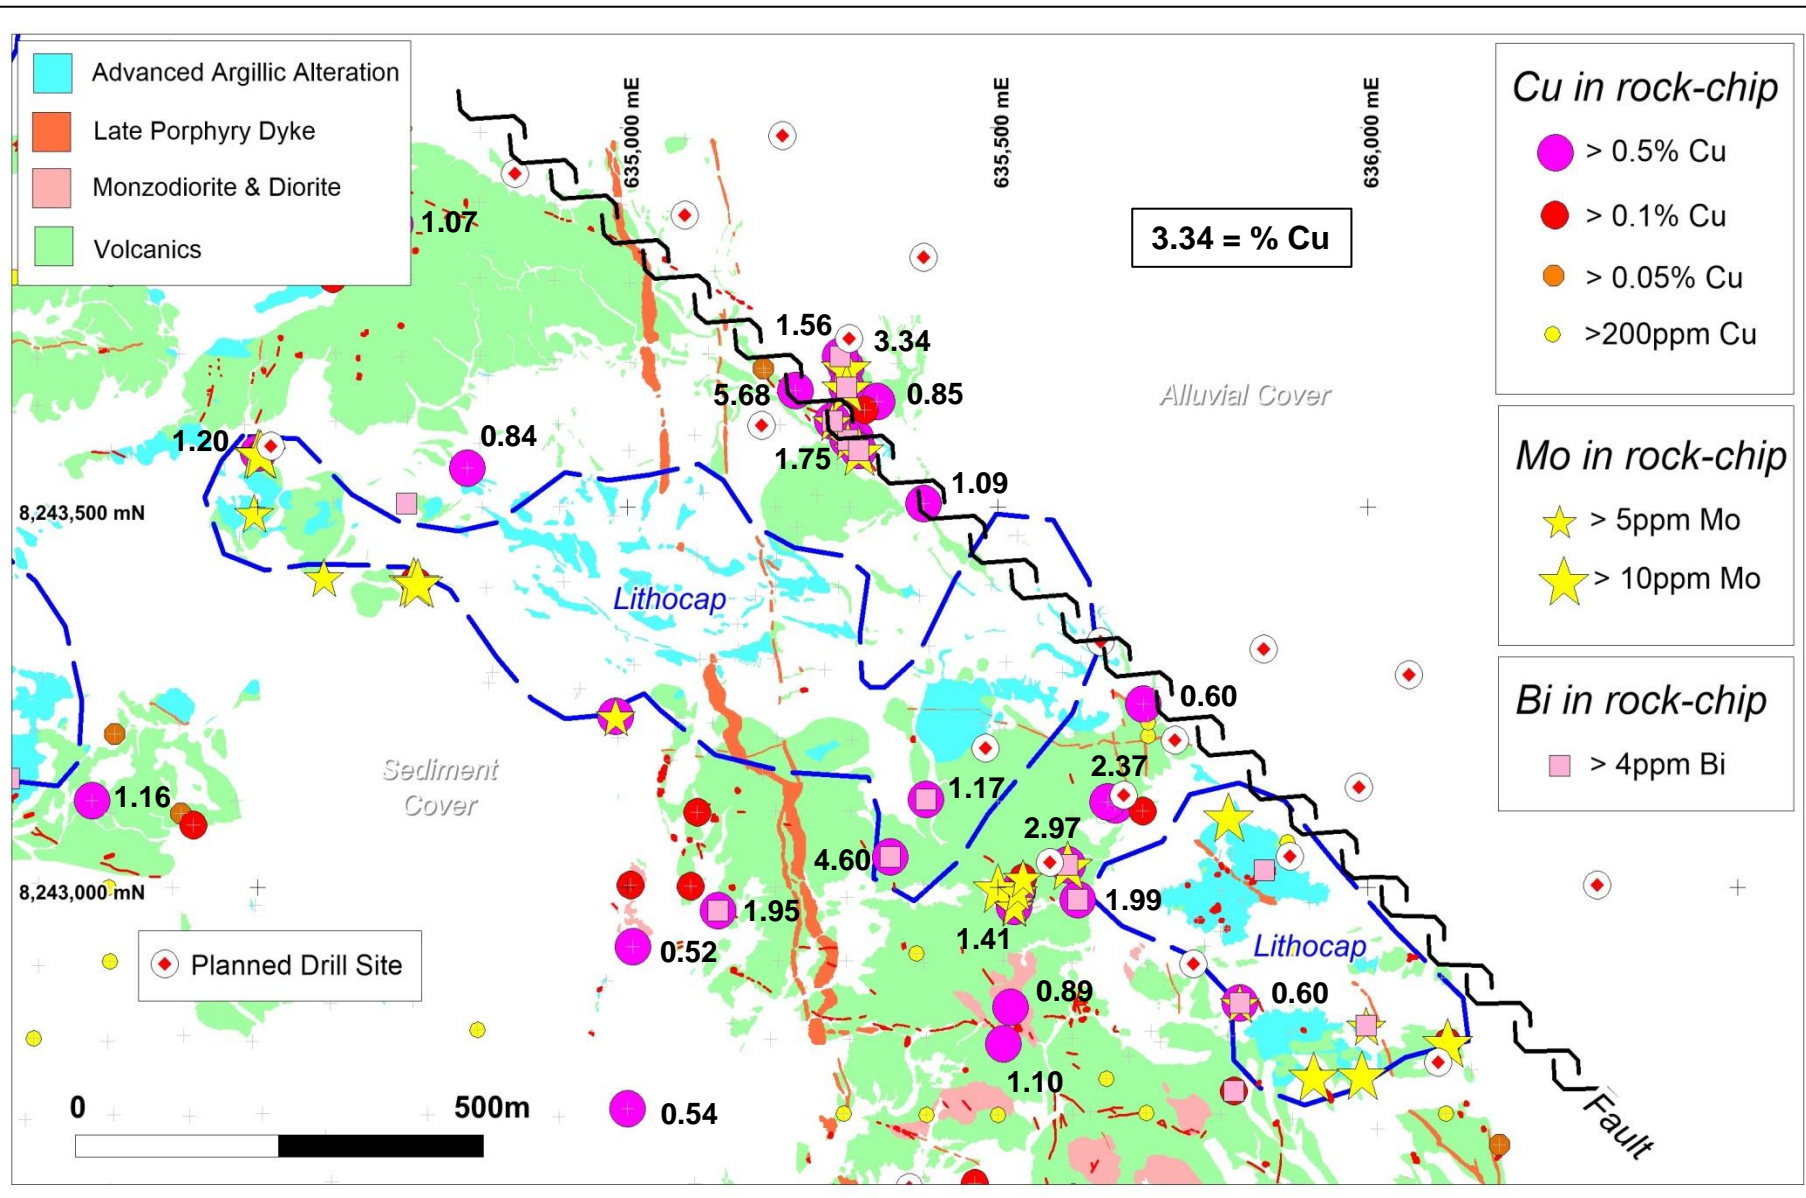 Advanced Argillic Alteration
Late Porphyry Dyke
Monzodiorite & Diorite
Volcanics
635,000 mE
635,500 mE
636,000 mE
Cu in rock-chip
> 0.5% Cu
> 0.1% Cu
> 0.05% Cu
>200ppm Cu
3.34 = % Cu
1.07
1.56
3.34
5.68
0.85
Alluvial Cover
1.20
0.84
1.75
1.09
Mo in rock-chip
> 5ppm Mo
> 10ppm Mo
8,243,500 mN
Lithocap
Bi in rock-chip
> 4ppm Bi
0.60
Sediment
Cover
1.16
1.17
2.37
2.97
4.60
8,243,000 mN
1.95
1.99
1.41
0.52
Lithocap
Planned Drill Site
0.89
0.60
1.10
0
500m
0.54
Fault